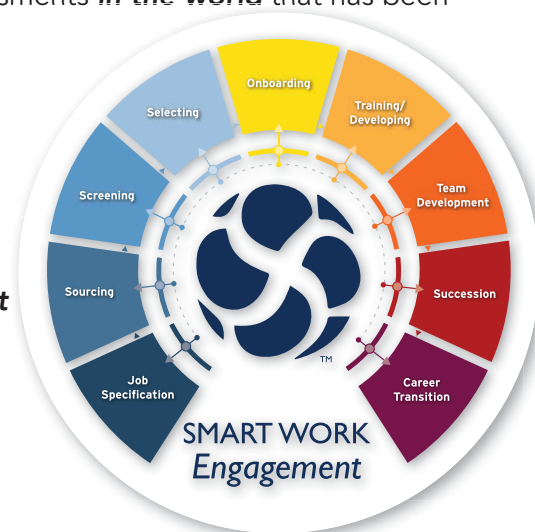 in the world that has been
Onboarding
Selecting
Training/
Developing
Screening
Team
Development
Sourcing
Succession
Job
Specification
Career
Transition
TM
SMART WORK
Engagement